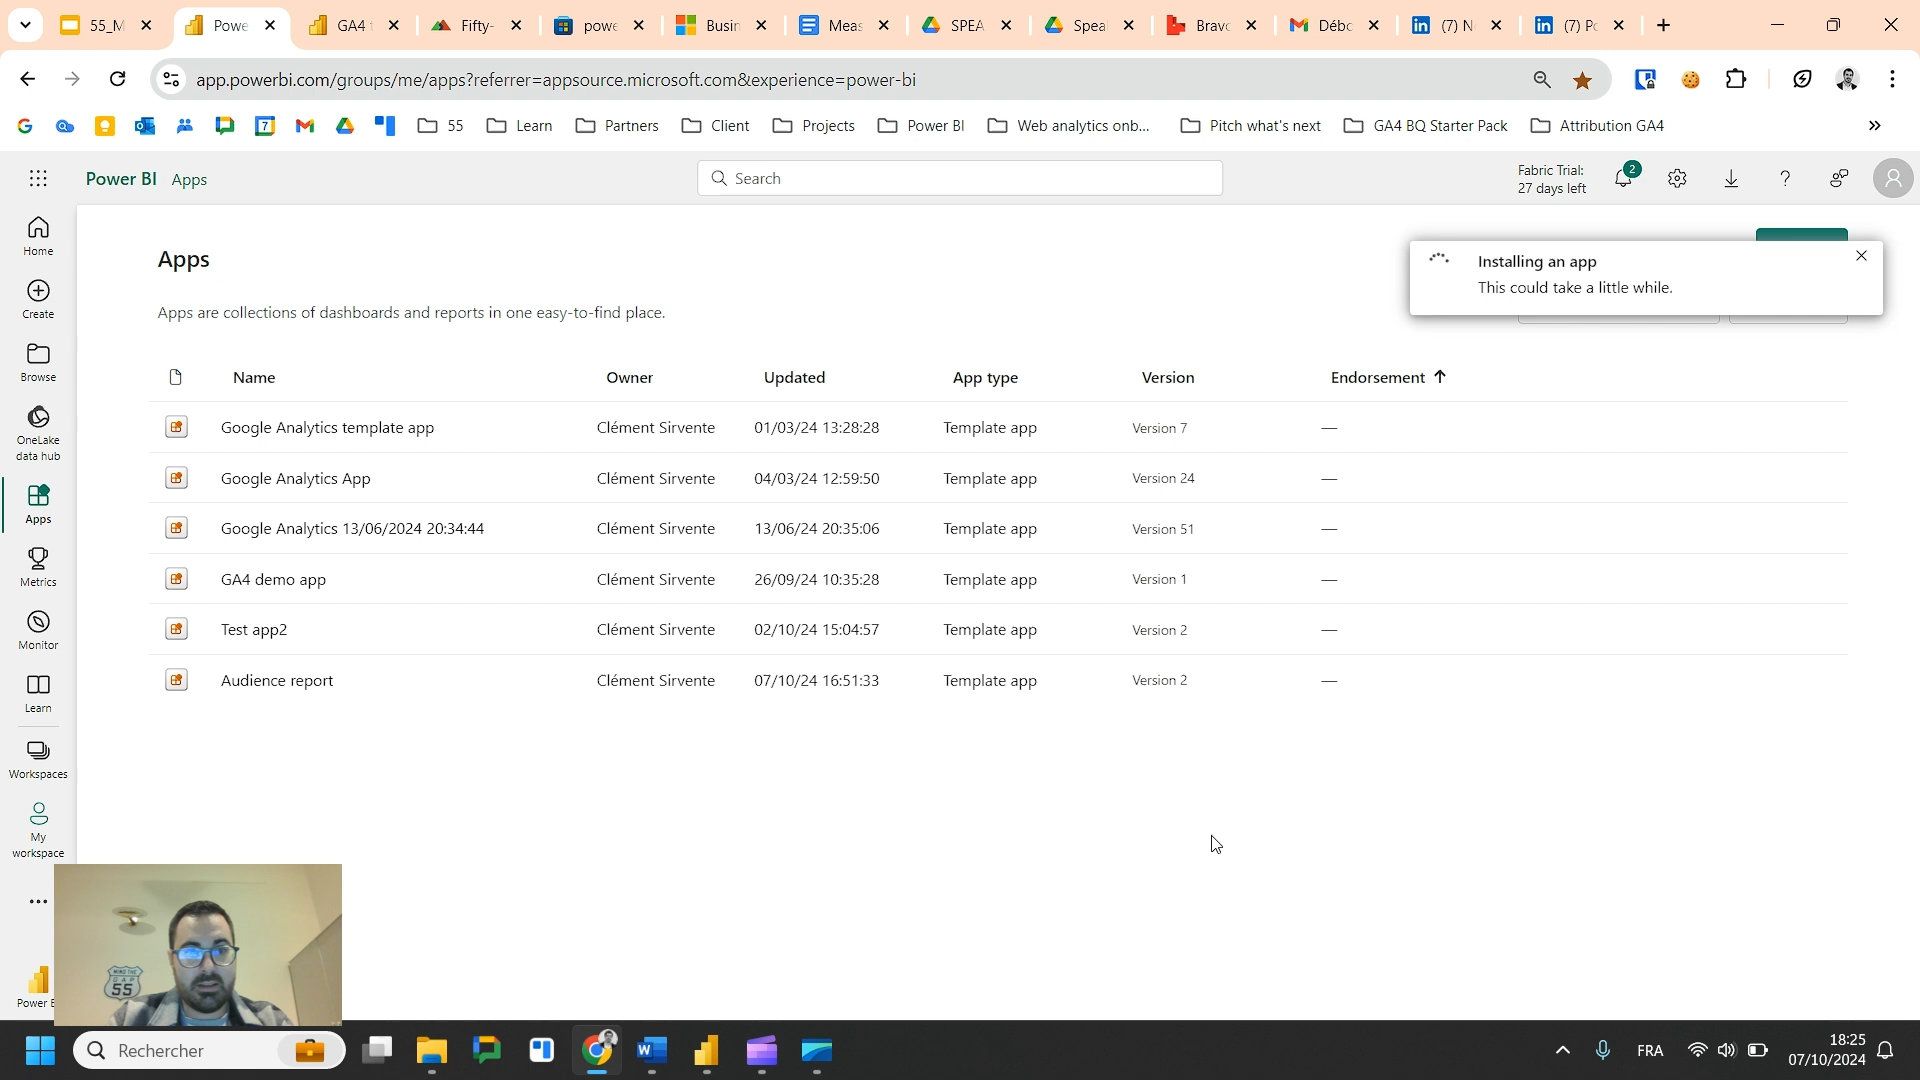 55_M
Powe
GA4 t
Fifty-
powe
Busin
Meas
SPEA
Speal
Bravo
Débo
(7) N
(7) Po
app.powerbi.com/groups/me/apps?referrer=appsource.microsoft.com&experience=power-bi
7
55
Learn
Partners
Client
Projects
Power BI
Web analytics onb...
Pitch what's next
GA4 BQ Starter Pack
Attribution GA4
Power BI Apps
Search
Fabric Trial:
27 days left
2
Home
Create
Browse
OneLake
data hub
Apps
Metrics
Monitor
Learn
Workspaces
My
workspace
Power B
Apps
Apps are collections of dashboards and reports in one easy-to-find place.
Installing an app
This could take a little while.
Name Owner Updated App type Version Endorsement
Google Analytics template app Clément Sirvente 01/03/24 13:28:28 Template app Version 7 —
Google Analytics App Clément Sirvente 04/03/24 12:59:50 Template app Version 24 —
Google Analytics 13/06/2024 20:34:44 Clément Sirvente 13/06/24 20:35:06 Template app Version 51 —
GA4 demo app Clément Sirvente 26/09/24 10:35:28 Template app Version 1 —
Test app2 Clément Sirvente 02/10/24 15:04:57 Template app Version 2 —
Audience report Clément Sirvente 07/10/24 16:51:33 Template app Version 2 —
MIND THE
GAP
55
Rechercher
FRA
18:25
07/10/2024